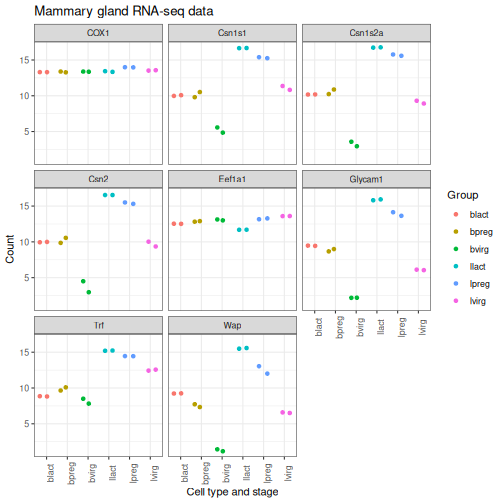 Mammary gland RNA-seq data
COX1 Csn1s1 Csn1s2a
15
10
5
Csn2 Eef1a1 Glycam1
15
10
5
Trf Wap
15
10
5
blact bpreg bvirg llact lpreg lvirg
blact bpreg bvirg llact lpreg lvirg
blact bpreg bvirg llact lpreg lvirg
Count
Cell type and stage
Group
blact
bpreg
bvirg
llact
lpreg
lvirg